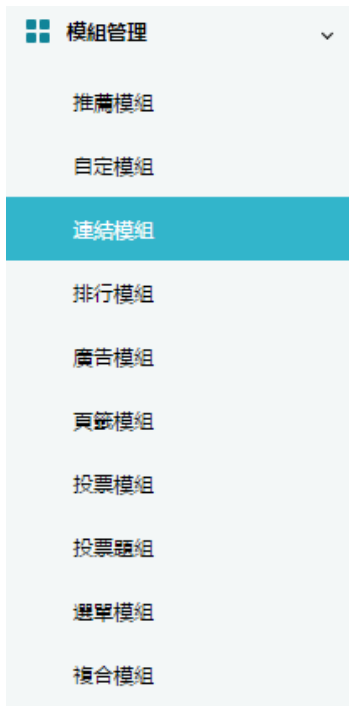 模組管理
推薦模組
自定模組
連結模組
排行模組
廣告模組
頁籤模組
投票模組
投票題組
選單模組
複合模組